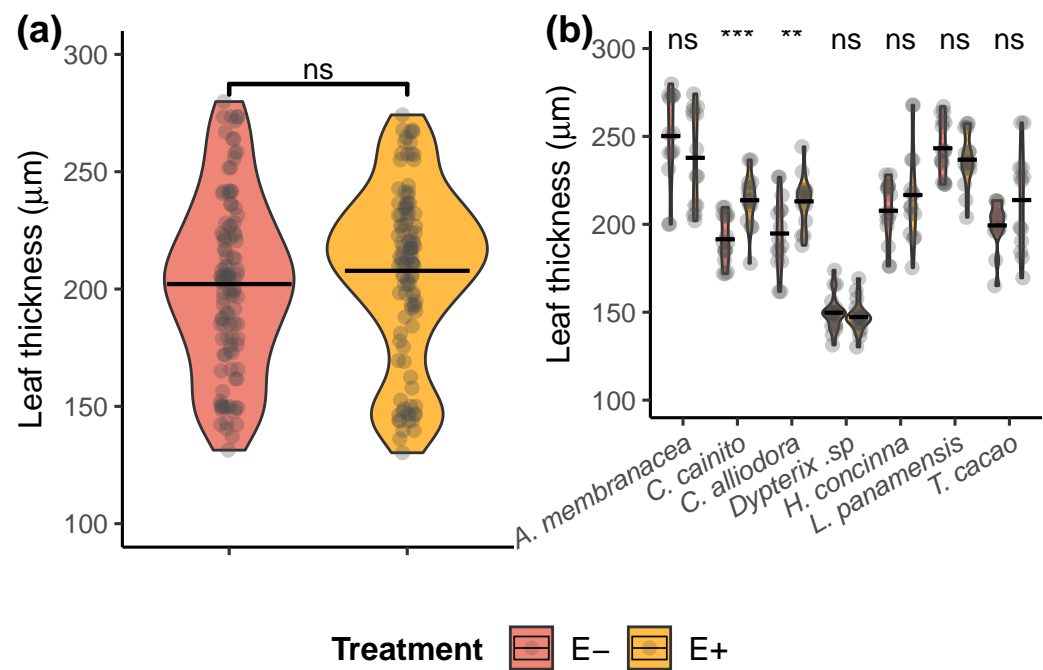 (a)
Leaf thickness (μm)
300
250
200
150
100
ns
(b)
Leaf thickness (μm)
300
250
200
150
100
ns *** ** ns ns ns ns
A. membranacea
C. cainito
C. alliodora
Dypterix .sp
H. concinna
L. panamensis
T. cacao
Treatment E− E+